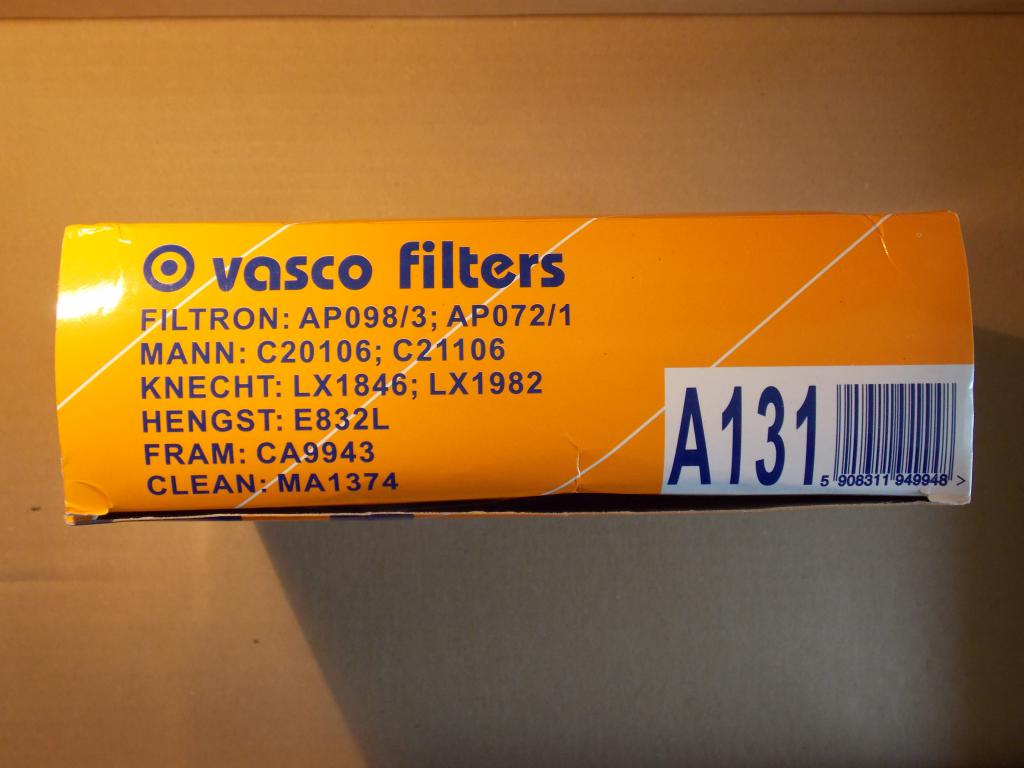 vasco filters
FILTRON: AP098/3; AP072/1
MANN: C20106; C21106
KNECHT: LX1846; LX1982
HENGST: E832L
FRAM: CA9943
CLEAN: MA1374
A131
5 908311 949948 >